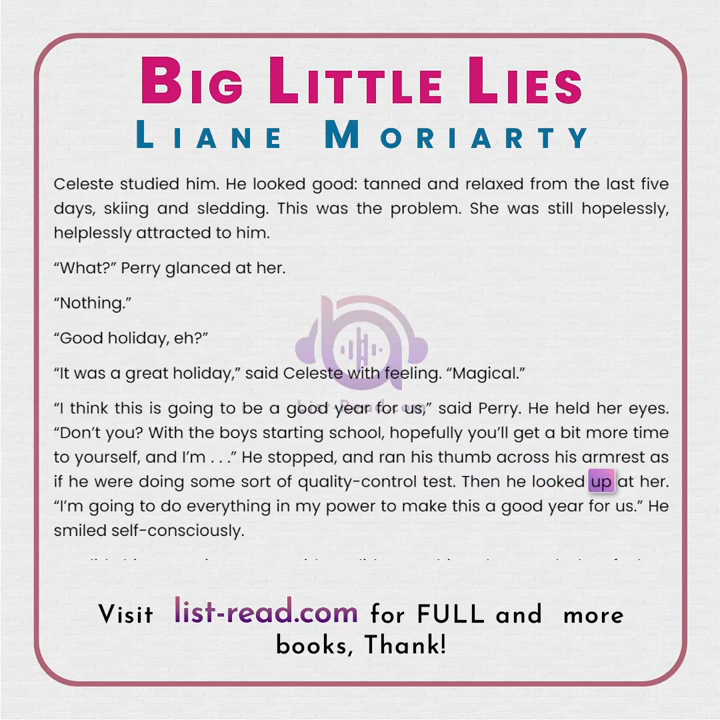 BIG LITTLE LIES
LIANE MORIARTY
Celeste studied him. He looked good: tanned and relaxed from the last five
days, skiing and sledding. This was the problem. She was still hopelessly,
helplessly attracted to him.
“What?” Perry glanced at her.
“Nothing.”
“Good holiday, eh?”
“It was a great holiday,” said Celeste with feeling. “Magical.”
“I think this is going to be a good year for us,” said Perry. He held her eyes.
“Don’t you? With the boys starting school, hopefully you’ll get a bit more time
to yourself, and I’m . . .” He stopped, and ran his thumb across his armrest as
if he were doing some sort of quality-control test. Then he looked up at her.
“I’m going to do everything in my power to make this a good year for us.” He
smiled self-consciously.
Visit list-read.com for FULL and more
books, Thank!